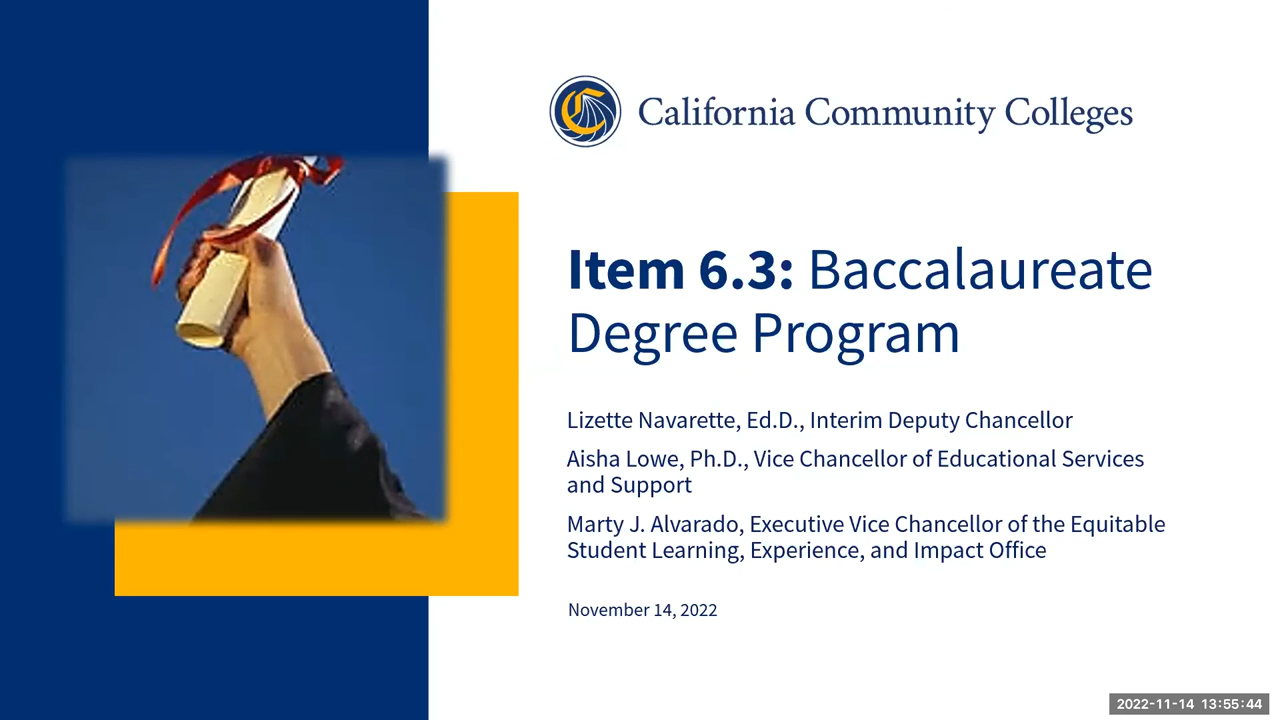 California Community Colleges
Item 6.3: Baccalaureate
Degree Program
Lizette Navarette, Ed.D., Interim Deputy Chancellor
Aisha Lowe, Ph.D., Vice Chancellor of Educational Services
and Support
Marty J. Alvarado, Executive Vice Chancellor of the Equitable
Student Learning, Experience, and Impact Office
November 14, 2022
2022-11-14 13:55:44